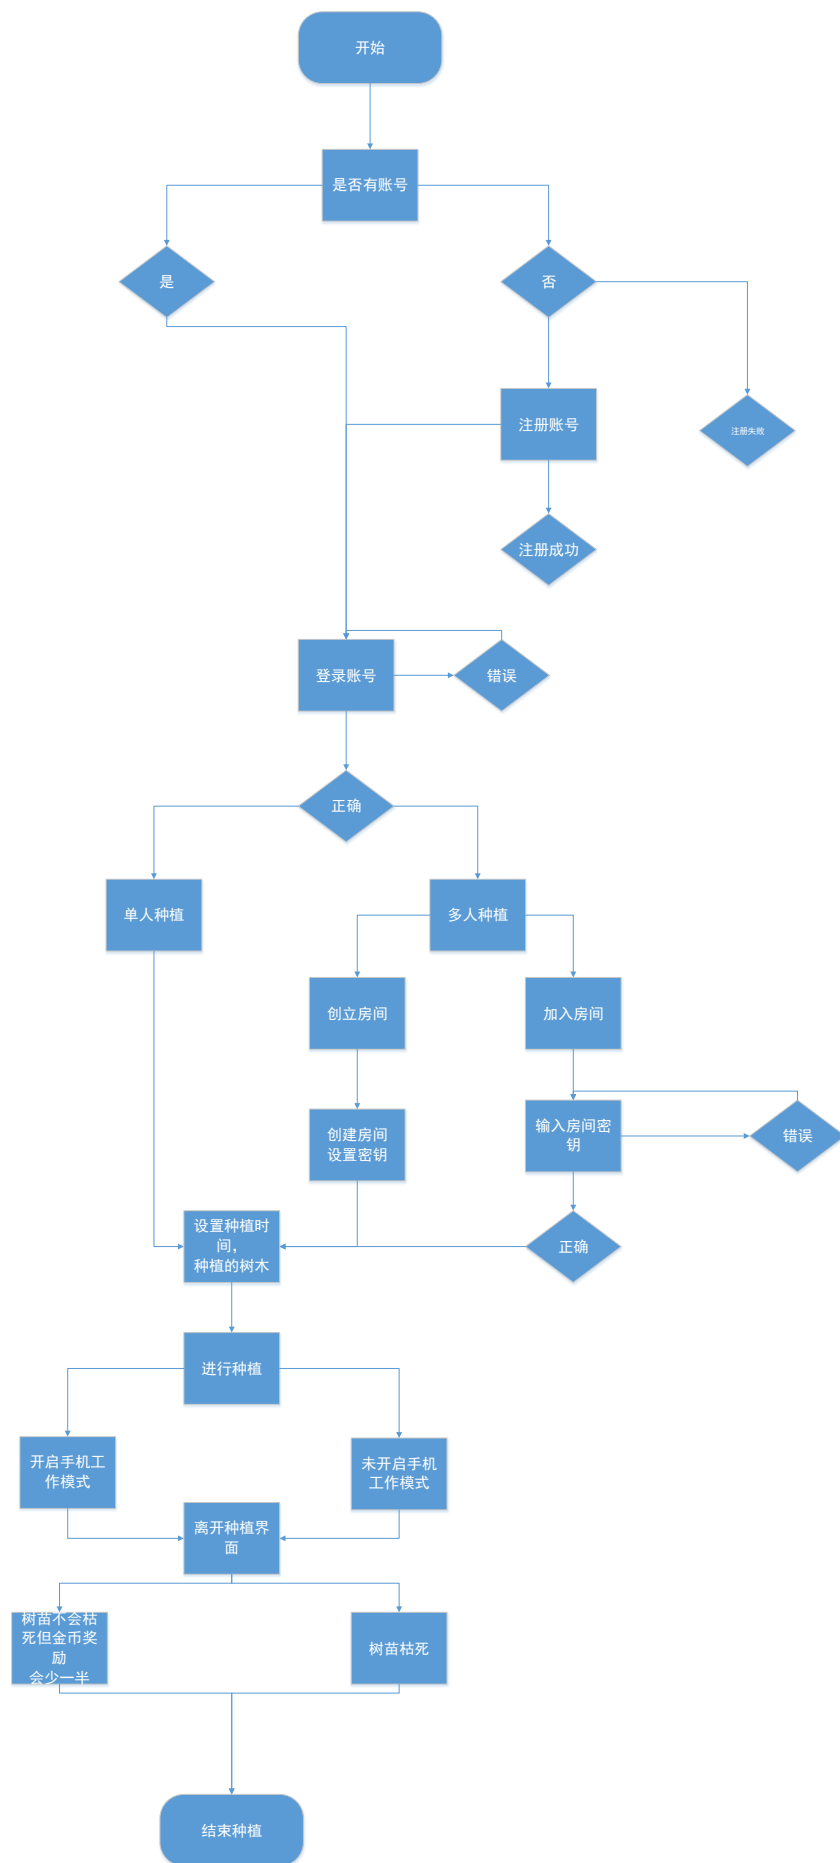 开始
是否有账号
是
否
注册账号
注册失败
注册成功
登录账号
错误
正确
单人种植
多人种植
创立房间
加入房间
创建房间
设置密钥
输入房间密
钥
错误
设置种植时
间，
种植的树木
正确
进行种植
开启手机工
作模式
未开启手机
工作模式
离开种植界
面
树苗不会枯
死但金币奖
励
会少一半
树苗枯死
结束种植